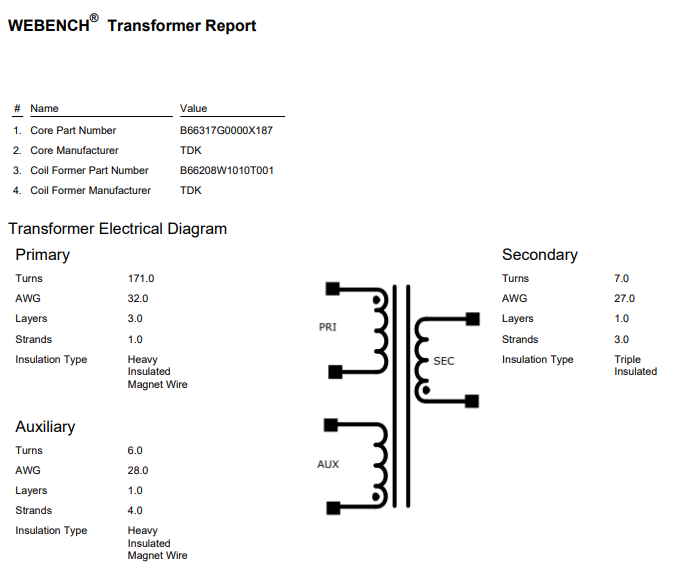 WEBENCH® Transformer Report
# Name Value
1. Core Part Number B66317G0000X187
2. Core Manufacturer TDK
3. Coil Former Part Number B66208W1010T001
4. Coil Former Manufacturer TDK
Transformer Electrical Diagram
Primary
Turns 171.0
AWG 32.0
Layers 3.0
Strands 1.0
Insulation Type Heavy
Insulated
Magnet Wire
PRI
SEC
Secondary
Turns 7.0
AWG 27.0
Layers 1.0
Strands 3.0
Insulation Type Triple
Insulated
Auxiliary
Turns 6.0
AWG 28.0
Layers 1.0
Strands 4.0
Insulation Type Heavy
Insulated
Magnet Wire
AUX